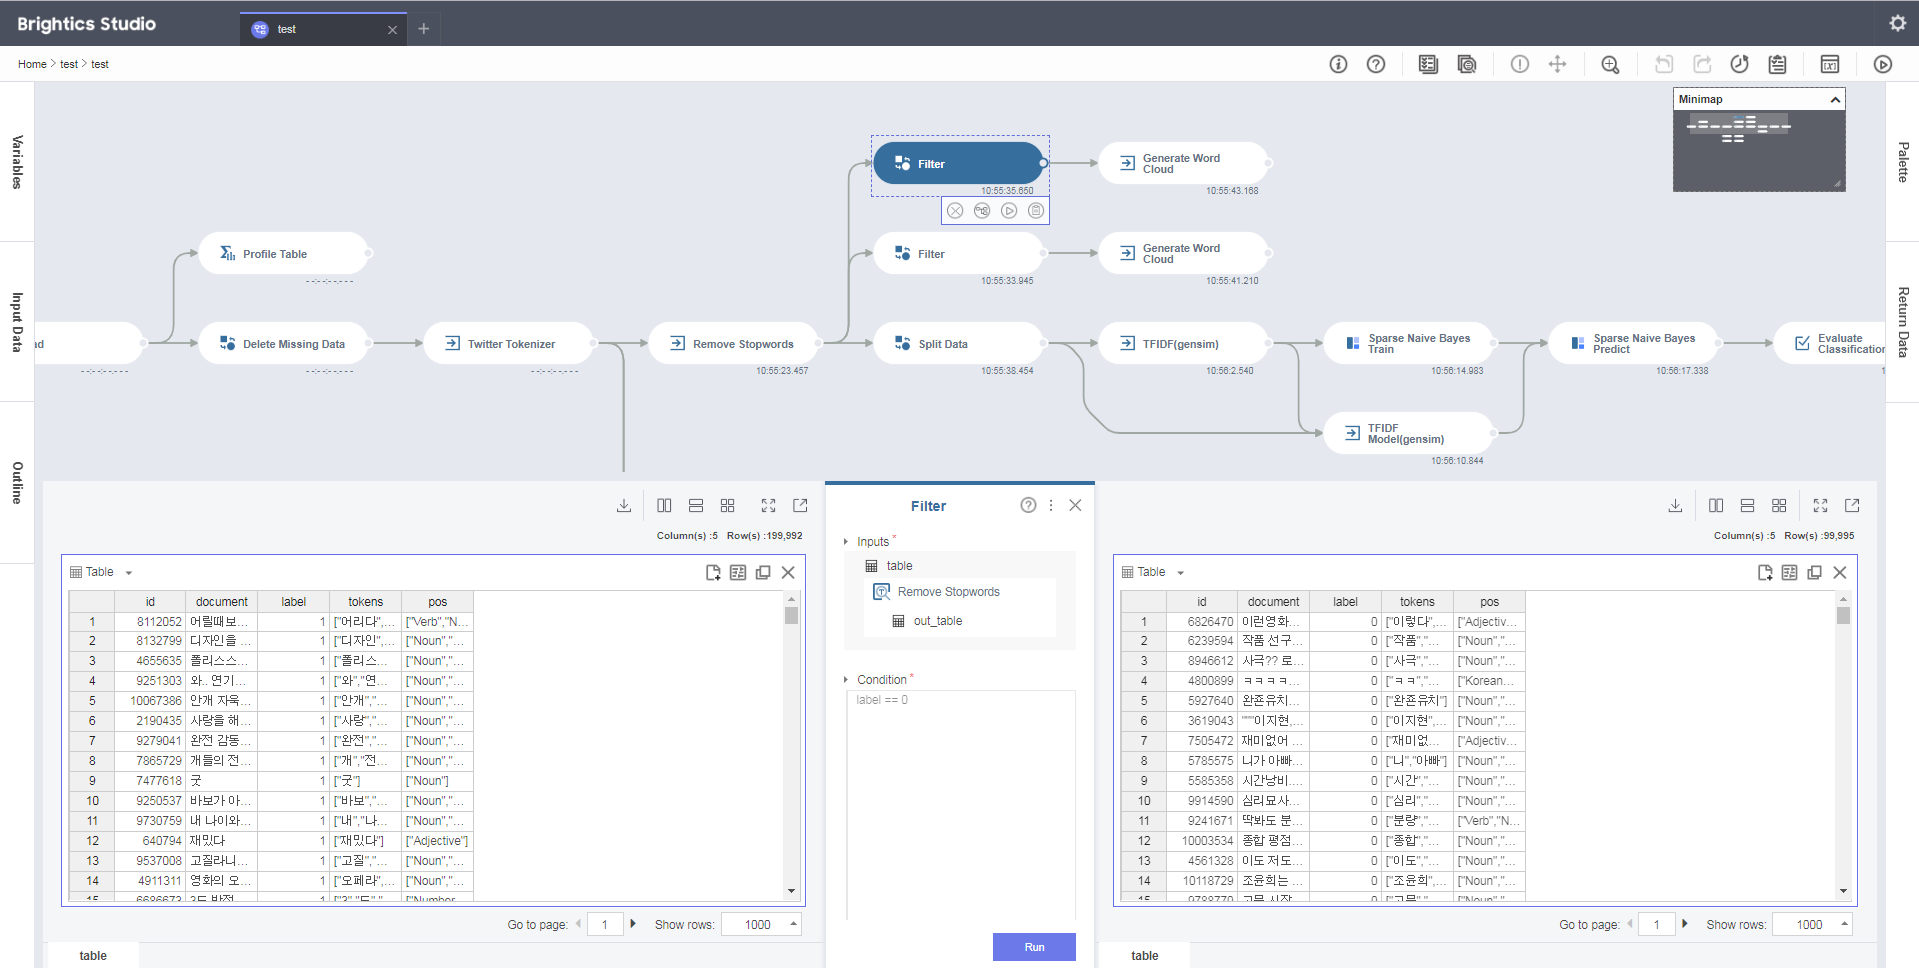 Brightics Studio
test
Home > test > test
Variables
Input Data
Outline
Palette
Return Data
Minimap
Filter
10:55:35.650
Generate Word
Cloud
10:55:43.168
Profile Table
--:--:--.---
Filter
10:55:33.945
Generate Word
Cloud
10:55:41.210
ad
--:--:--.---
Delete Missing Data
--:--:--.---
Twitter Tokenizer
--:--:--.---
Remove Stopwords
10:55:23.457
Split Data
10:55:38.454
TFIDF(gensim)
10:56:2.540
Sparse Naive Bayes
Train
10:56:14.983
Sparse Naive Bayes
Predict
10:56:17.338
Evaluate
Classification
TFIDF
Model(gensim)
10:56:10.844
Column(s) :5 Row(s) :199,992
Table
id document label tokens pos
1 8112052 어릴때보... 1 ["어리다",... ["Verb","N...
2 8132799 디자인을 1 ["디자인",... ["Noun","...
3 4655635 폴리스스... 1 ["폴리스... ["Noun","...
4 9251303 와.. 연기... 1 ["와","연... ["Noun","...
5 10067386 안개 자욱... 1 ["안개","... ["Noun","...
6 2190435 사랑을 해... 1 ["사랑","... ["Noun","...
7 9279041 완전 감동... 1 ["완전","... ["Noun","...
8 7865729 개들의 전... 1 ["개","전... ["Noun","...
9 7477618 굿 1 ["굿"] ["Noun"]
10 9250537 바보가 아... 1 ["바보","... ["Noun","...
11 9730759 내 나이와... 1 ["내","나... ["Noun","...
12 640794 재밌다 1 ["재밌다"] ["Adjective"]
13 9537008 고질라니... 1 ["고질","... ["Noun","...
14 4911311 영화의 오... 1 ["오페라",... ["Noun","...
15 6686673 3도 반전 1 ["3","도","... ["Number
Go to page: 1 Show rows: 1000
table
Filter
Inputs *
table
Remove Stopwords
out_table
Condition *
label == 0
Run
Column(s) :5 Row(s) :99,995
Table
id document label tokens pos
1 6826470 이런영화... 0 ["이렇다",... ["Adjectiv...
2 6239594 작품 선구... 0 ["작품","... ["Noun","...
3 8946612 사극?? 로... 0 ["사극","... ["Noun","...
4 4800899 ㅋㅋㅋㅋ... 0 ["ㅋㅋ","... ["Korean...
5 5927640 완죤유치... 0 ["완죤유치"] ["Noun","...
6 3619043 """이지현,... 0 ["이지현",... ["Noun","...
7 7505472 재미없어 ... 0 ["재미없... ["Adjectiv...
8 5785575 니가 아빠... 0 ["니","아빠"] ["Noun","...
9 5585358 시간낭비.... 0 ["시간","... ["Noun","...
10 9914590 심리묘사... 0 ["심리","... ["Noun","...
11 9241671 딱봐도 분... 0 ["분량","... ["Verb","N...
12 10003534 종합 평점... 0 ["종합","... ["Noun","...
13 4561328 이도 저도... 0 ["이도","... ["Noun","...
14 10118729 조윤희는 ... 0 ["조윤희",... ["Noun","...
15
Go to page: 1 Show rows: 1000
table